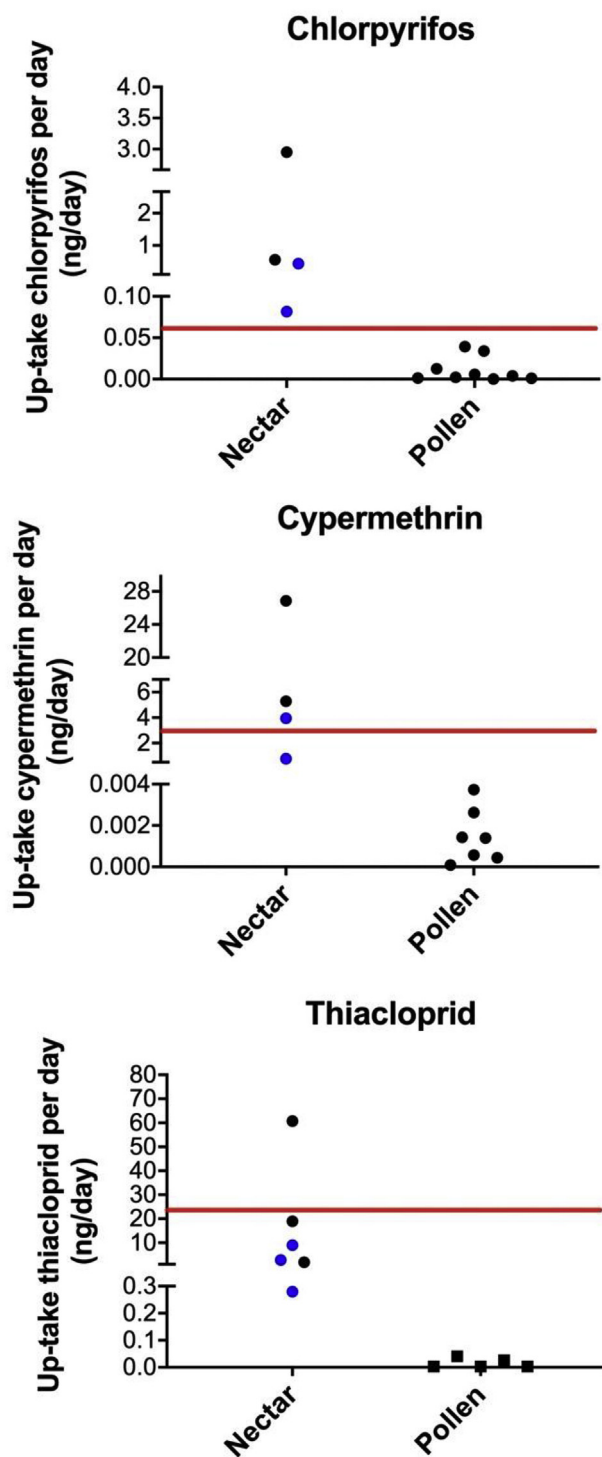 Chlorpyrifos
Up-take chlorpyrifos per day
(ng/day)
4.0
3.5
3.0
2
1
0.10
0.05
0.00
Nectar
Pollen
Cypermethrin
Up-take cypermethrin per day
(ng/day)
28
24
20
6
4
2
0.004
0.002
0.000
Nectar
Pollen
Thiacloprid
Up-take thiacloprid per day
(ng/day)
80
70
60
50
40
30
20
10
0.3
0.2
0.1
0.0
Nectar
Pollen